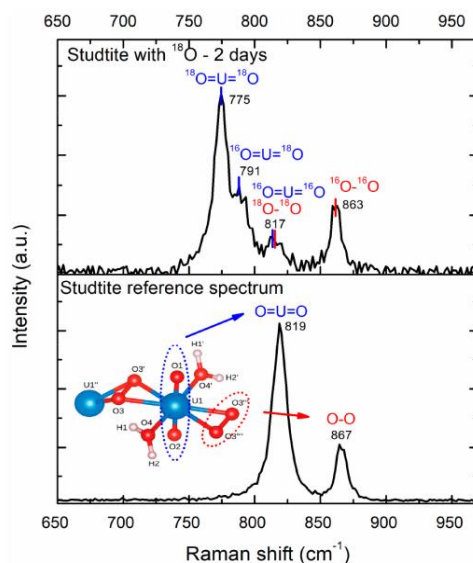 650 700 750 800 850 900 950
Studtite with ¹⁸O - 2 days
¹⁸O=U=¹⁸O
775
¹⁶O=U=¹⁸O
791
¹⁶O=U=¹⁶O
¹⁸O-¹⁸O
817
¹⁶O-¹⁶O
863
Intensity (a.u.)
Studtite reference spectrum
O=U=O
819
H1'
O3'
O1
H2'
U1''
O4'
O3
U1
O3''
O4
H1
O3'''
O2
H2
O-O
867
650 700 750 800 850 900 950
Raman shift (cm⁻¹)